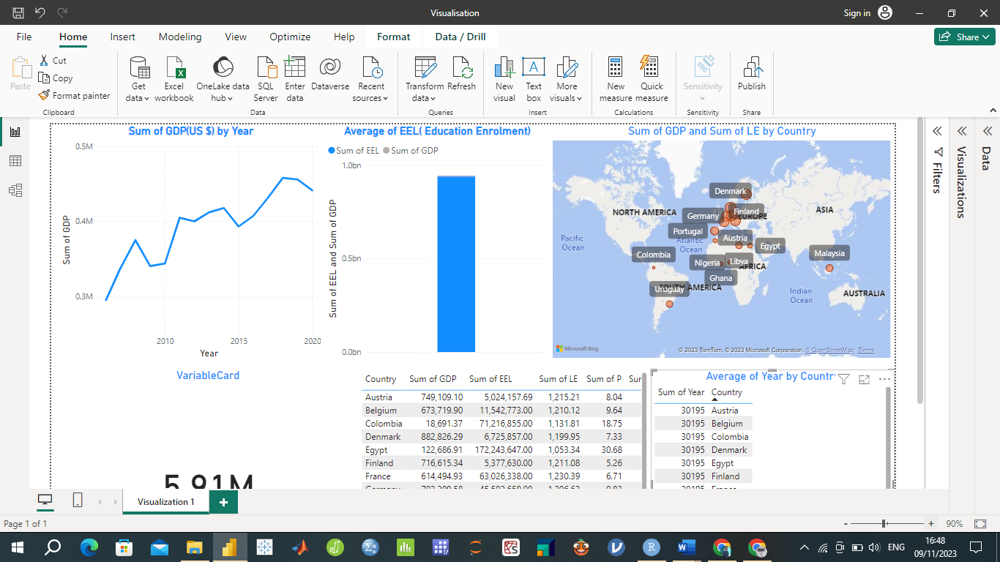 Visualisation
Sign in
File Home Insert Modeling View Optimize Help Format Data / Drill
Share
Paste
Cut
Copy
Format painter
Get data
Excel workbook
OneLake data hub
SQL Server
Enter data
Dataverse
Recent sources
Transform data
Refresh
New visual
Text box
More visuals
New measure
Quick measure
Sensitivity
Publish
Clipboard Data Queries Insert Calculations Sensitivity Share
Sum of GDP(US $) by Year
0.5M
0.4M
0.3M
Sum of GDP
2010 2015 2020
Year
Average of EEL( Education Enrolment)
Sum of EEL Sum of GDP
1.0bn
0.5bn
0.0bn
Sum of EEL and Sum of GDP
Sum of GDP and Sum of LE by Country
Denmark
NORTH AMERICA
Germany
Finland
EUROPE
ASIA
Portugal
Pacific Ocean
Atlantic Ocean
Austria
Egypt
Colombia
Nigeria
Libya
AFRICA
Malaysia
Ghana
Uruguay
SOUTH AMERICA
Indian Ocean
AUSTRALIA
Microsoft Bing
© 2023 TomTom, © 2023 Microsoft Corporation, © OpenStreetMap Terms
Filters
Visualizations
Data
VariableCard
5.91M
Country Sum of GDP Sum of EEL Sum of LE Sum of P Sur
Austria 749,109.10 5,024,157.69 1,215.21 8.04
Belgium 673,719.90 11,542,773.00 1,210.12 9.64
Colombia 18,691.37 71,216,855.00 1,131.81 18.75
Denmark 882,826.29 6,725,857.00 1,199.95 7.33
Egypt 122,686.91 172,243,647.00 1,053.34 30.68
Finland 716,615.34 5,377,630.00 1,211.08 5.26
France 614,494.93 63,026,338.00 1,230.39 6.71
Average of Year by Countr
Sum of Year Country
30195 Austria
30195 Belgium
30195 Colombia
30195 Denmark
30195 Egypt
30195 Finland
30195 France
Visualization 1
Page 1 of 1
90%
ENG
16:48
09/11/2023